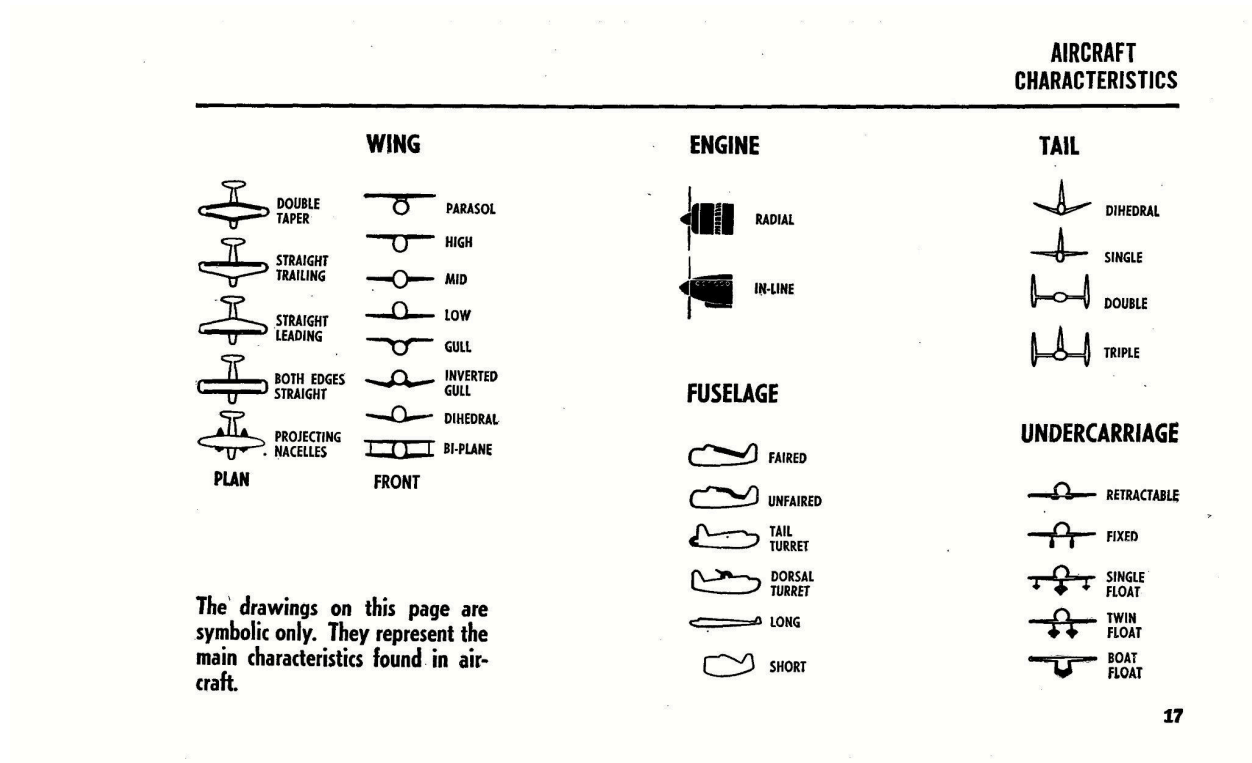 AIRCRAFT
CHARACTERISTICS
WING
DOUBLE
TAPER
STRAIGHT
TRAILING
STRAIGHT
LEADING
BOTH EDGES
STRAIGHT
PROJECTING
NACELLES
PLAN
PARASOL
HIGH
MID
LOW
GULL
INVERTED
GULL
DIHEDRAL
BI-PLANE
FRONT
The drawings on this page are
symbolic only. They represent the
main characteristics found in air-
craft.
ENGINE
RADIAL
IN-LINE
FUSELAGE
FAIRED
UNFAIRED
TAIL
TURRET
DORSAL
TURRET
LONG
SHORT
TAIL
DIHEDRAL
SINGLE
DOUBLE
TRIPLE
UNDERCARRIAGE
RETRACTABLE
FIXED
SINGLE
FLOAT
TWIN
FLOAT
BOAT
FLOAT
17